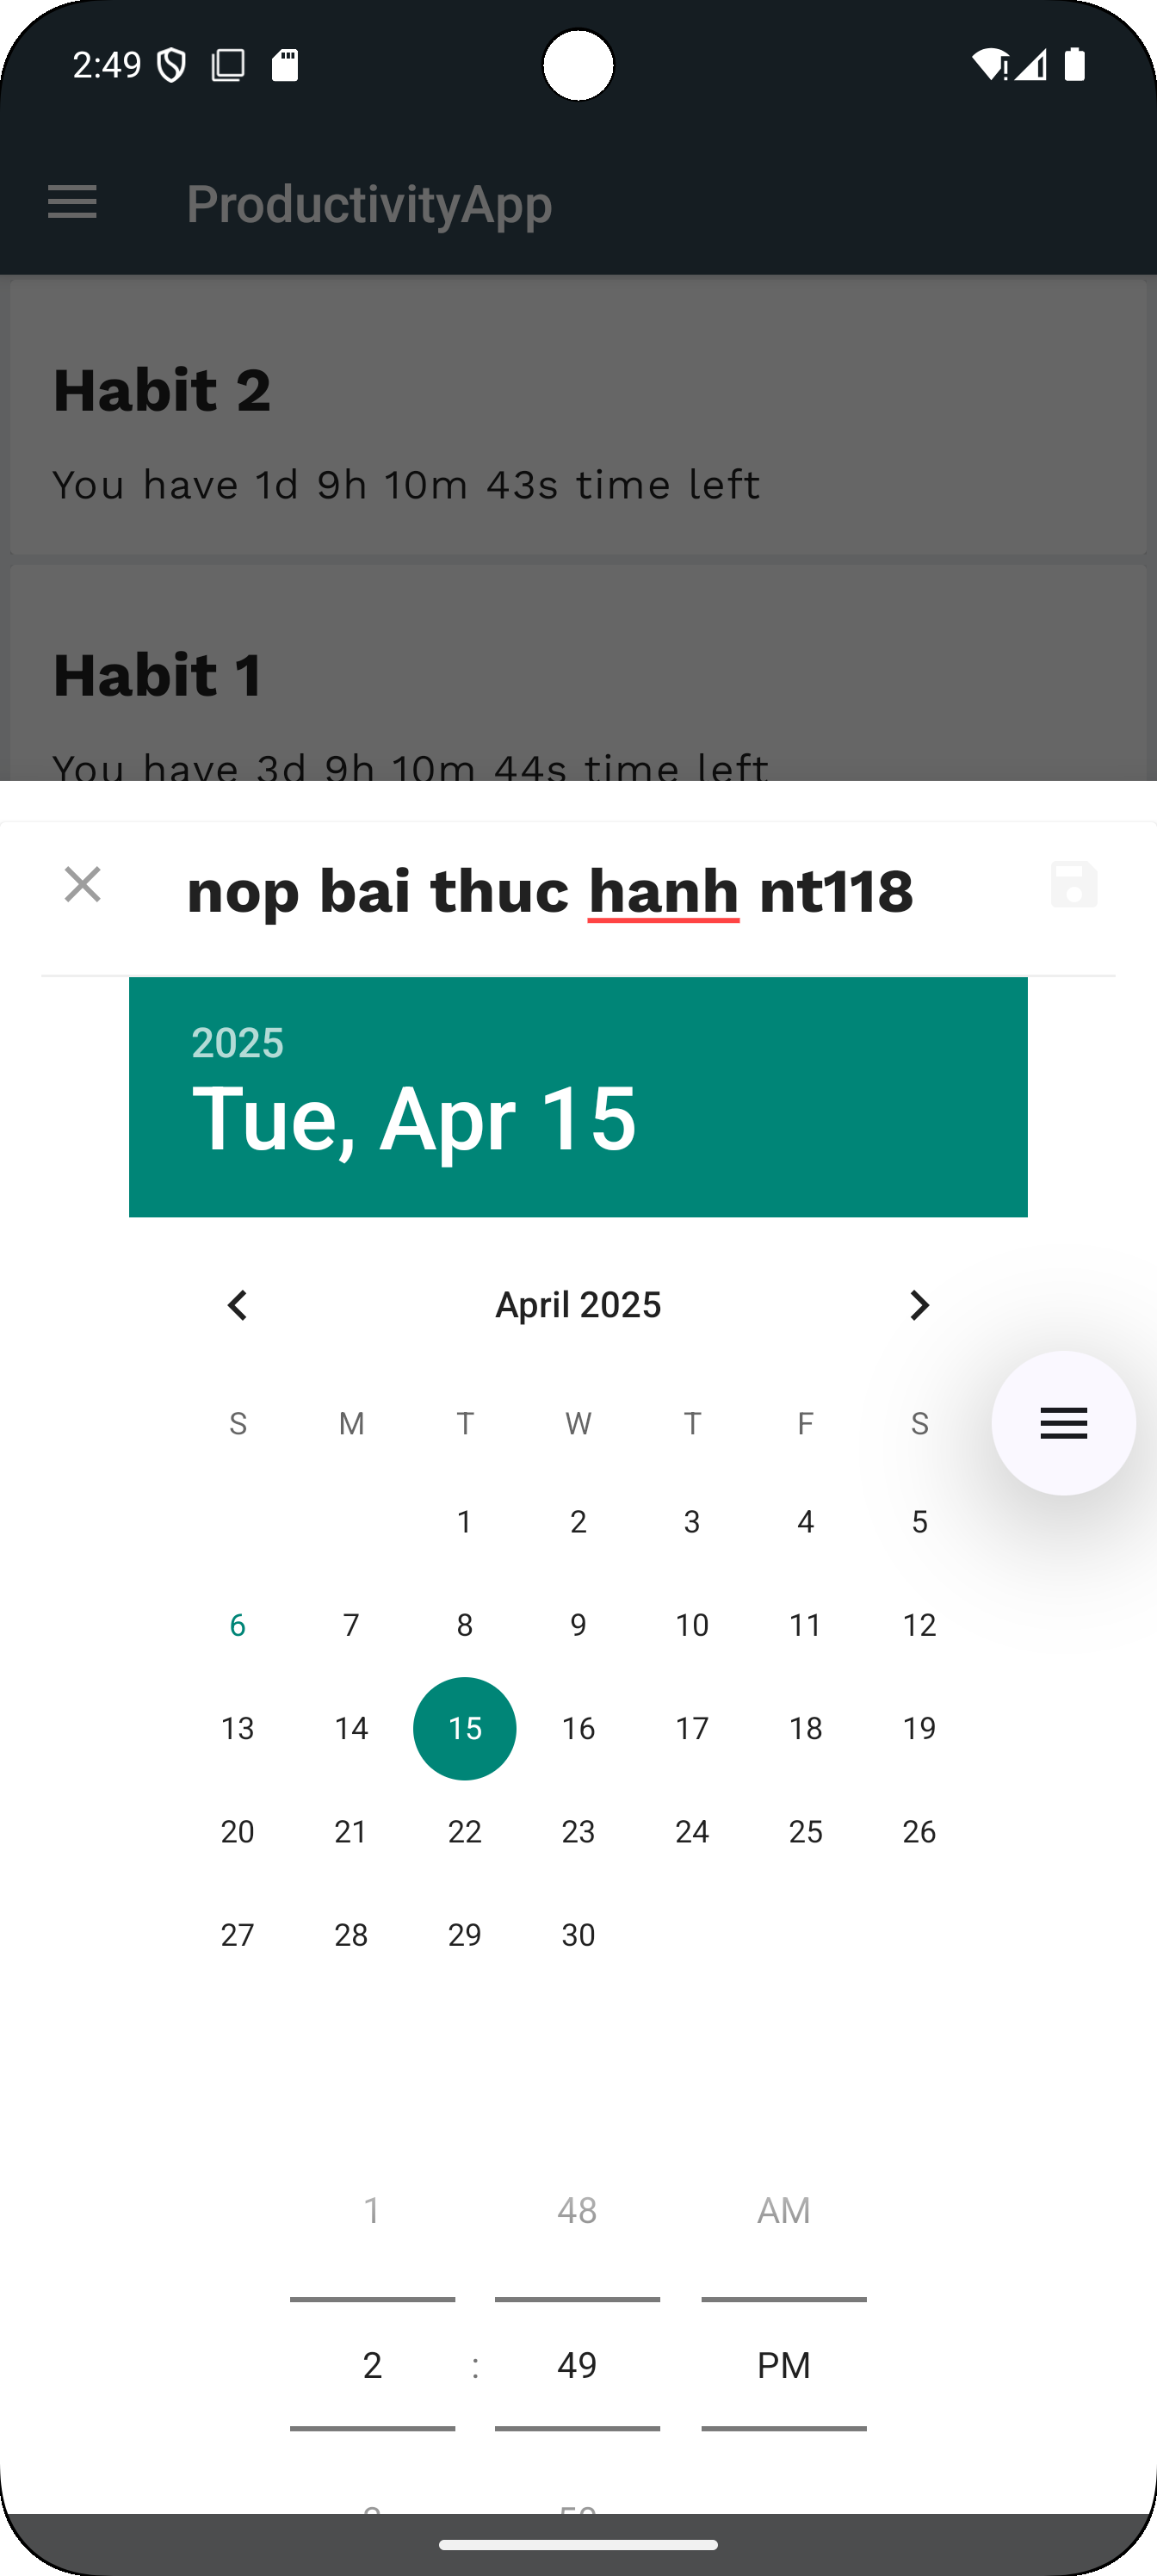 2:49
ProductivityApp
Habit 2
You have 1d 9h 10m 43s time left
Habit 1
You have 3d 9h 10m 44s time left
nop bai thuc hanh nt118
2025
Tue, Apr 15
April 2025
S M T W T F S
1 2 3 4 5
6 7 8 9 10 11 12
13 14 15 16 17 18 19
20 21 22 23 24 25 26
27 28 29 30
1 48 AM
2 : 49 PM